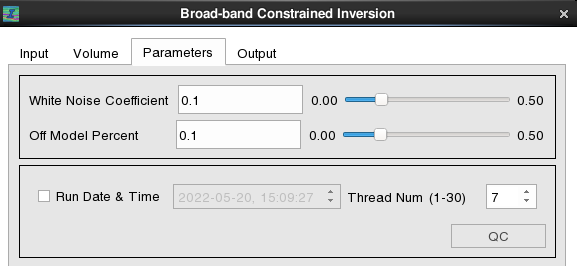 Broad-band Constrained Inversion
Input Volume Parameters Output
White Noise Coefficient 0.1 0.00 0.50
Off Model Percent 0.1 0.00 0.50
Run Date & Time 2022-05-20, 15:09:27 Thread Num (1-30) 7
QC